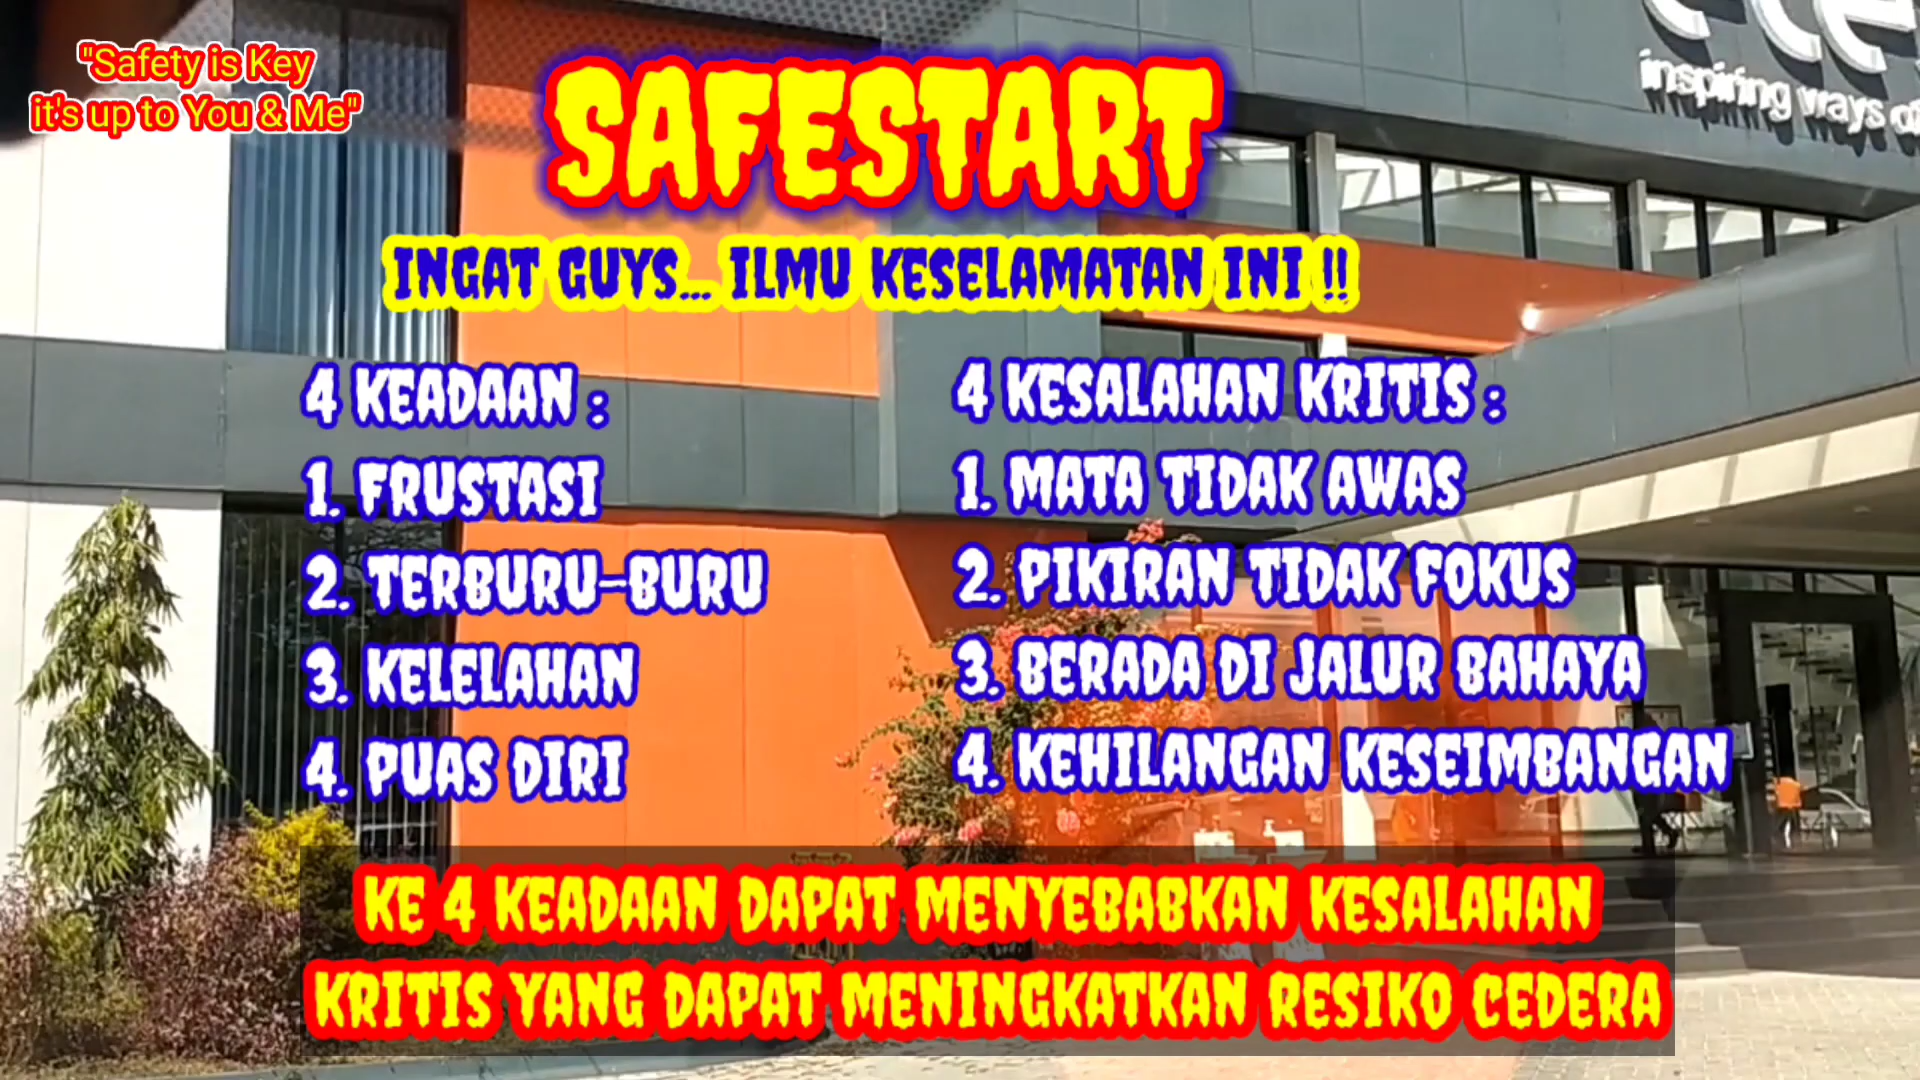 "Safety is Key
it's up to You & Me"
SAFESTART
INGAT GUYS... ILMU KESELAMATAN INI !!
4 KEADAAN :
1. FRUSTASI
2. TERBURU-BURU
3. KELELAHAN
4. PUAS DIRI
4 KESALAHAN KRITIS :
1. MATA TIDAK AWAS
2. PIKIRAN TIDAK FOKUS
3. BERADA DI JALUR BAHAYA
4. KEHILANGAN KESEIMBANGAN
KE 4 KEADAAN DAPAT MENYEBABKAN KESALAHAN
KRITIS YANG DAPAT MENINGKATKAN RESIKO CEDERA
inspiring